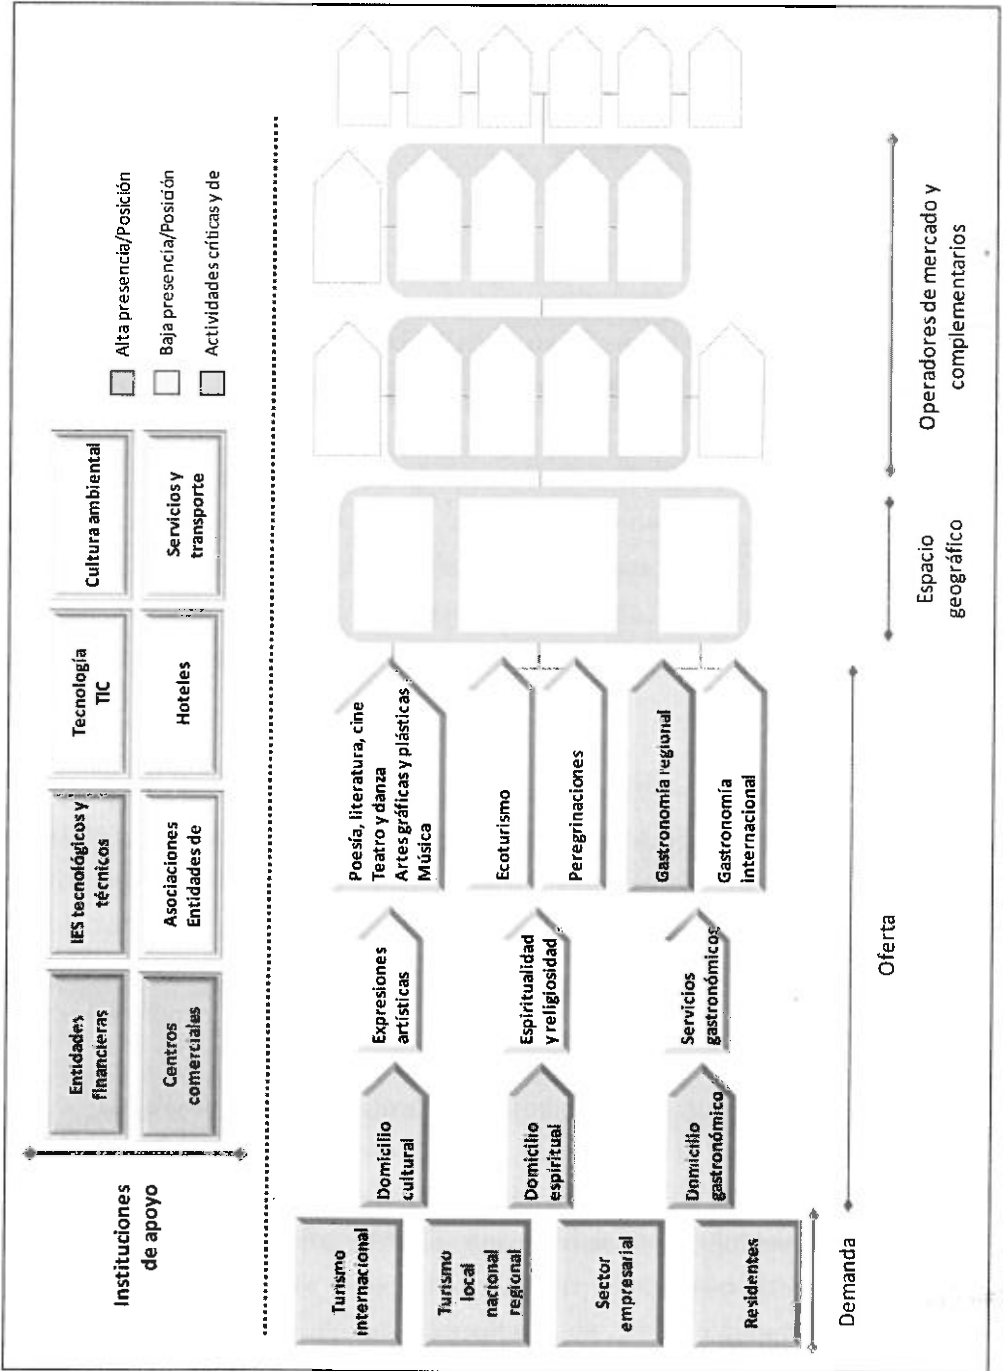 Instituciones
de apoyo
Entidades
financieras
IES tecnológicos y
técnicos
Tecnología
TIC
Cultura ambiental
Centros
comerciales
Asociaciones
Entidades de
Hoteles
Servicios y
transporte
Alta presencia/Posición
Baja presencia/Posición
Actividades críticas y de
Turismo
internacional
Turismo
local
nacional
regional
Sector
empresarial
Residentes
Domicilio
cultural
Domicilio
espiritual
Domicilio
gastronómico
Expresiones
artísticas
Espiritualidad
y religiosidad
Servicios
gastronómicos
Poesía, literatura, cine
Teatro y danza
Artes gráficas y plásticas
Música
Ecoturismo
Peregrinaciones
Gastronomía regional
Gastronomía
internacional
Demanda
Oferta
Espacio
geográfico
Operadores de mercado y
complementarios